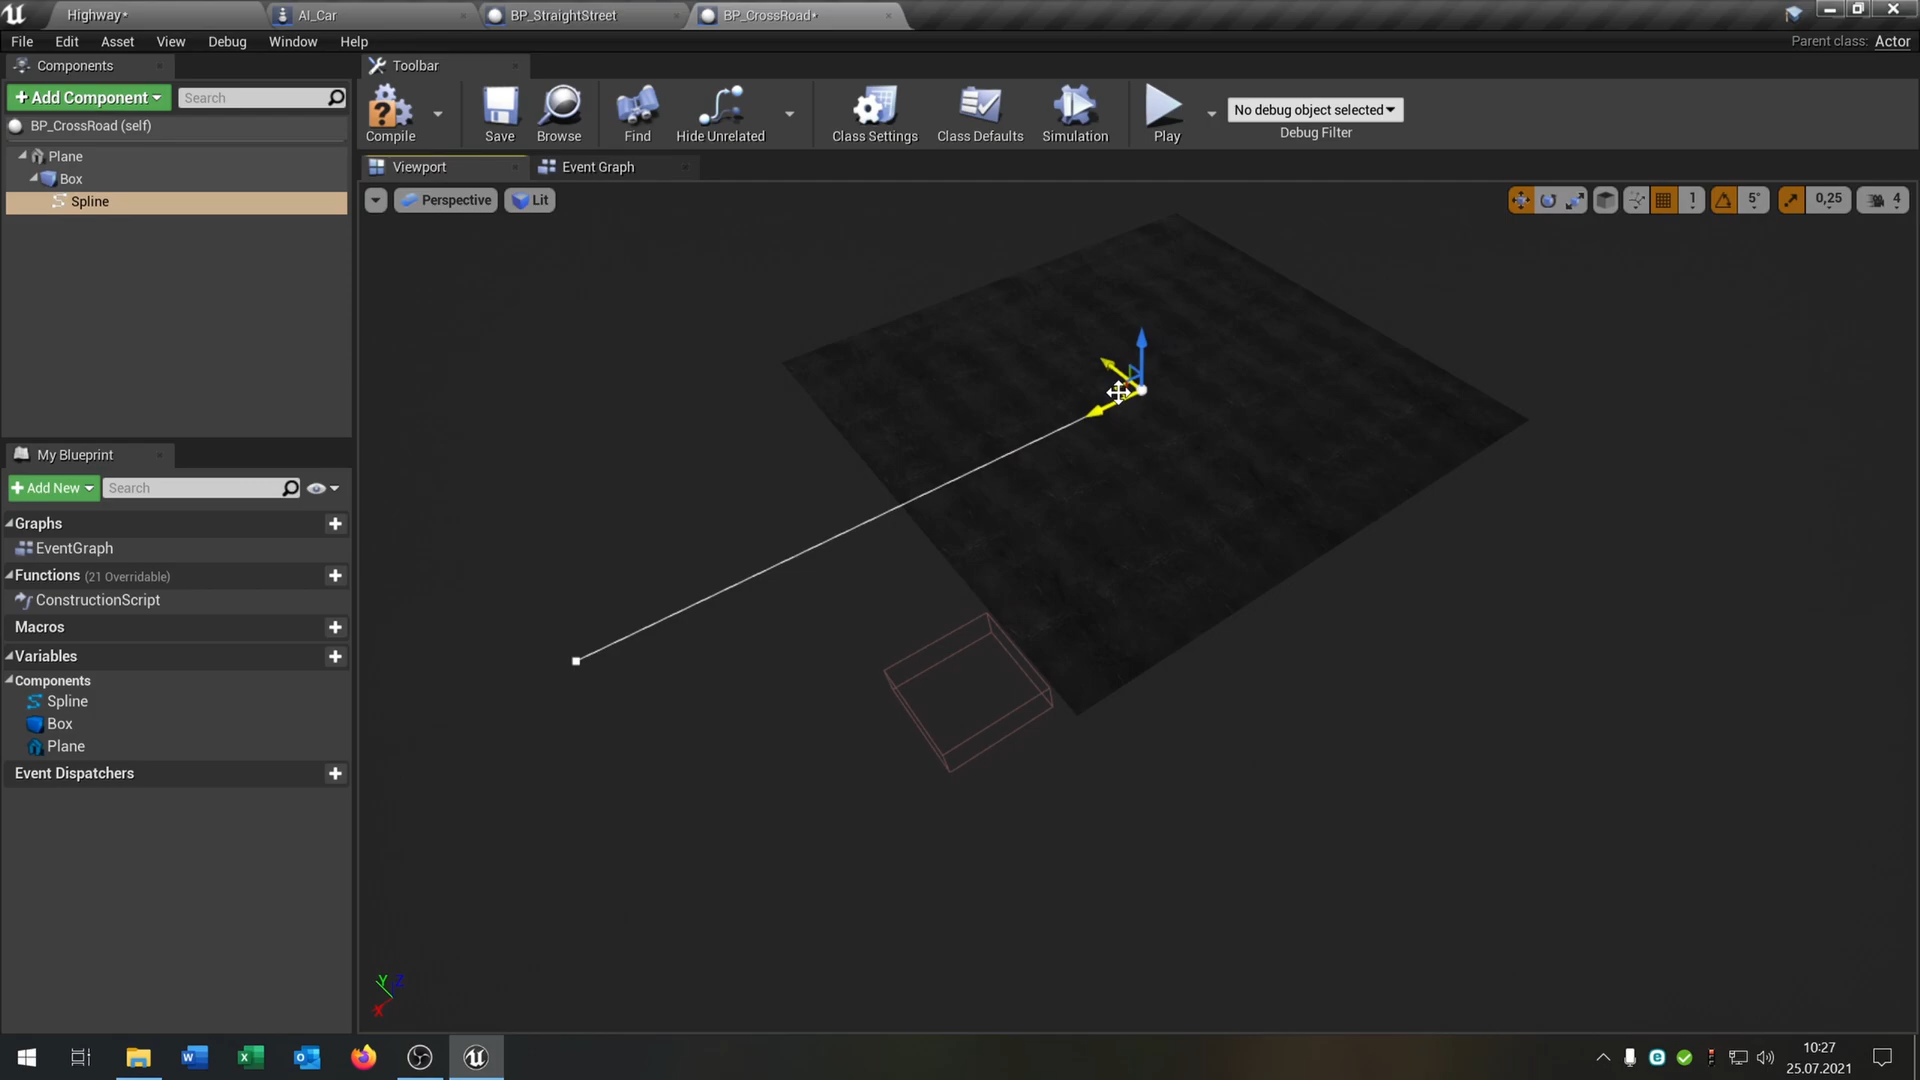 Highway*
AI_Car
BP_StraightStreet
BP_CrossRoad*
File Edit Asset View Debug Window Help
Parent class: Actor
Components
Toolbar
+ Add Component
Search
BP_CrossRoad (self)
Compile
Save
Browse
Find
Hide Unrelated
Class Settings
Class Defaults
Simulation
Play
No debug object selected
Debug Filter
Plane
Box
Spline
Viewport
Event Graph
Perspective
Lit
1
5°
0,25
4
My Blueprint
+ Add New
Search
Graphs
EventGraph
Functions (21 Overridable)
ConstructionScript
Macros
Variables
Components
Spline
Box
Plane
Event Dispatchers
Y Z
X
10:27
25.07.2021